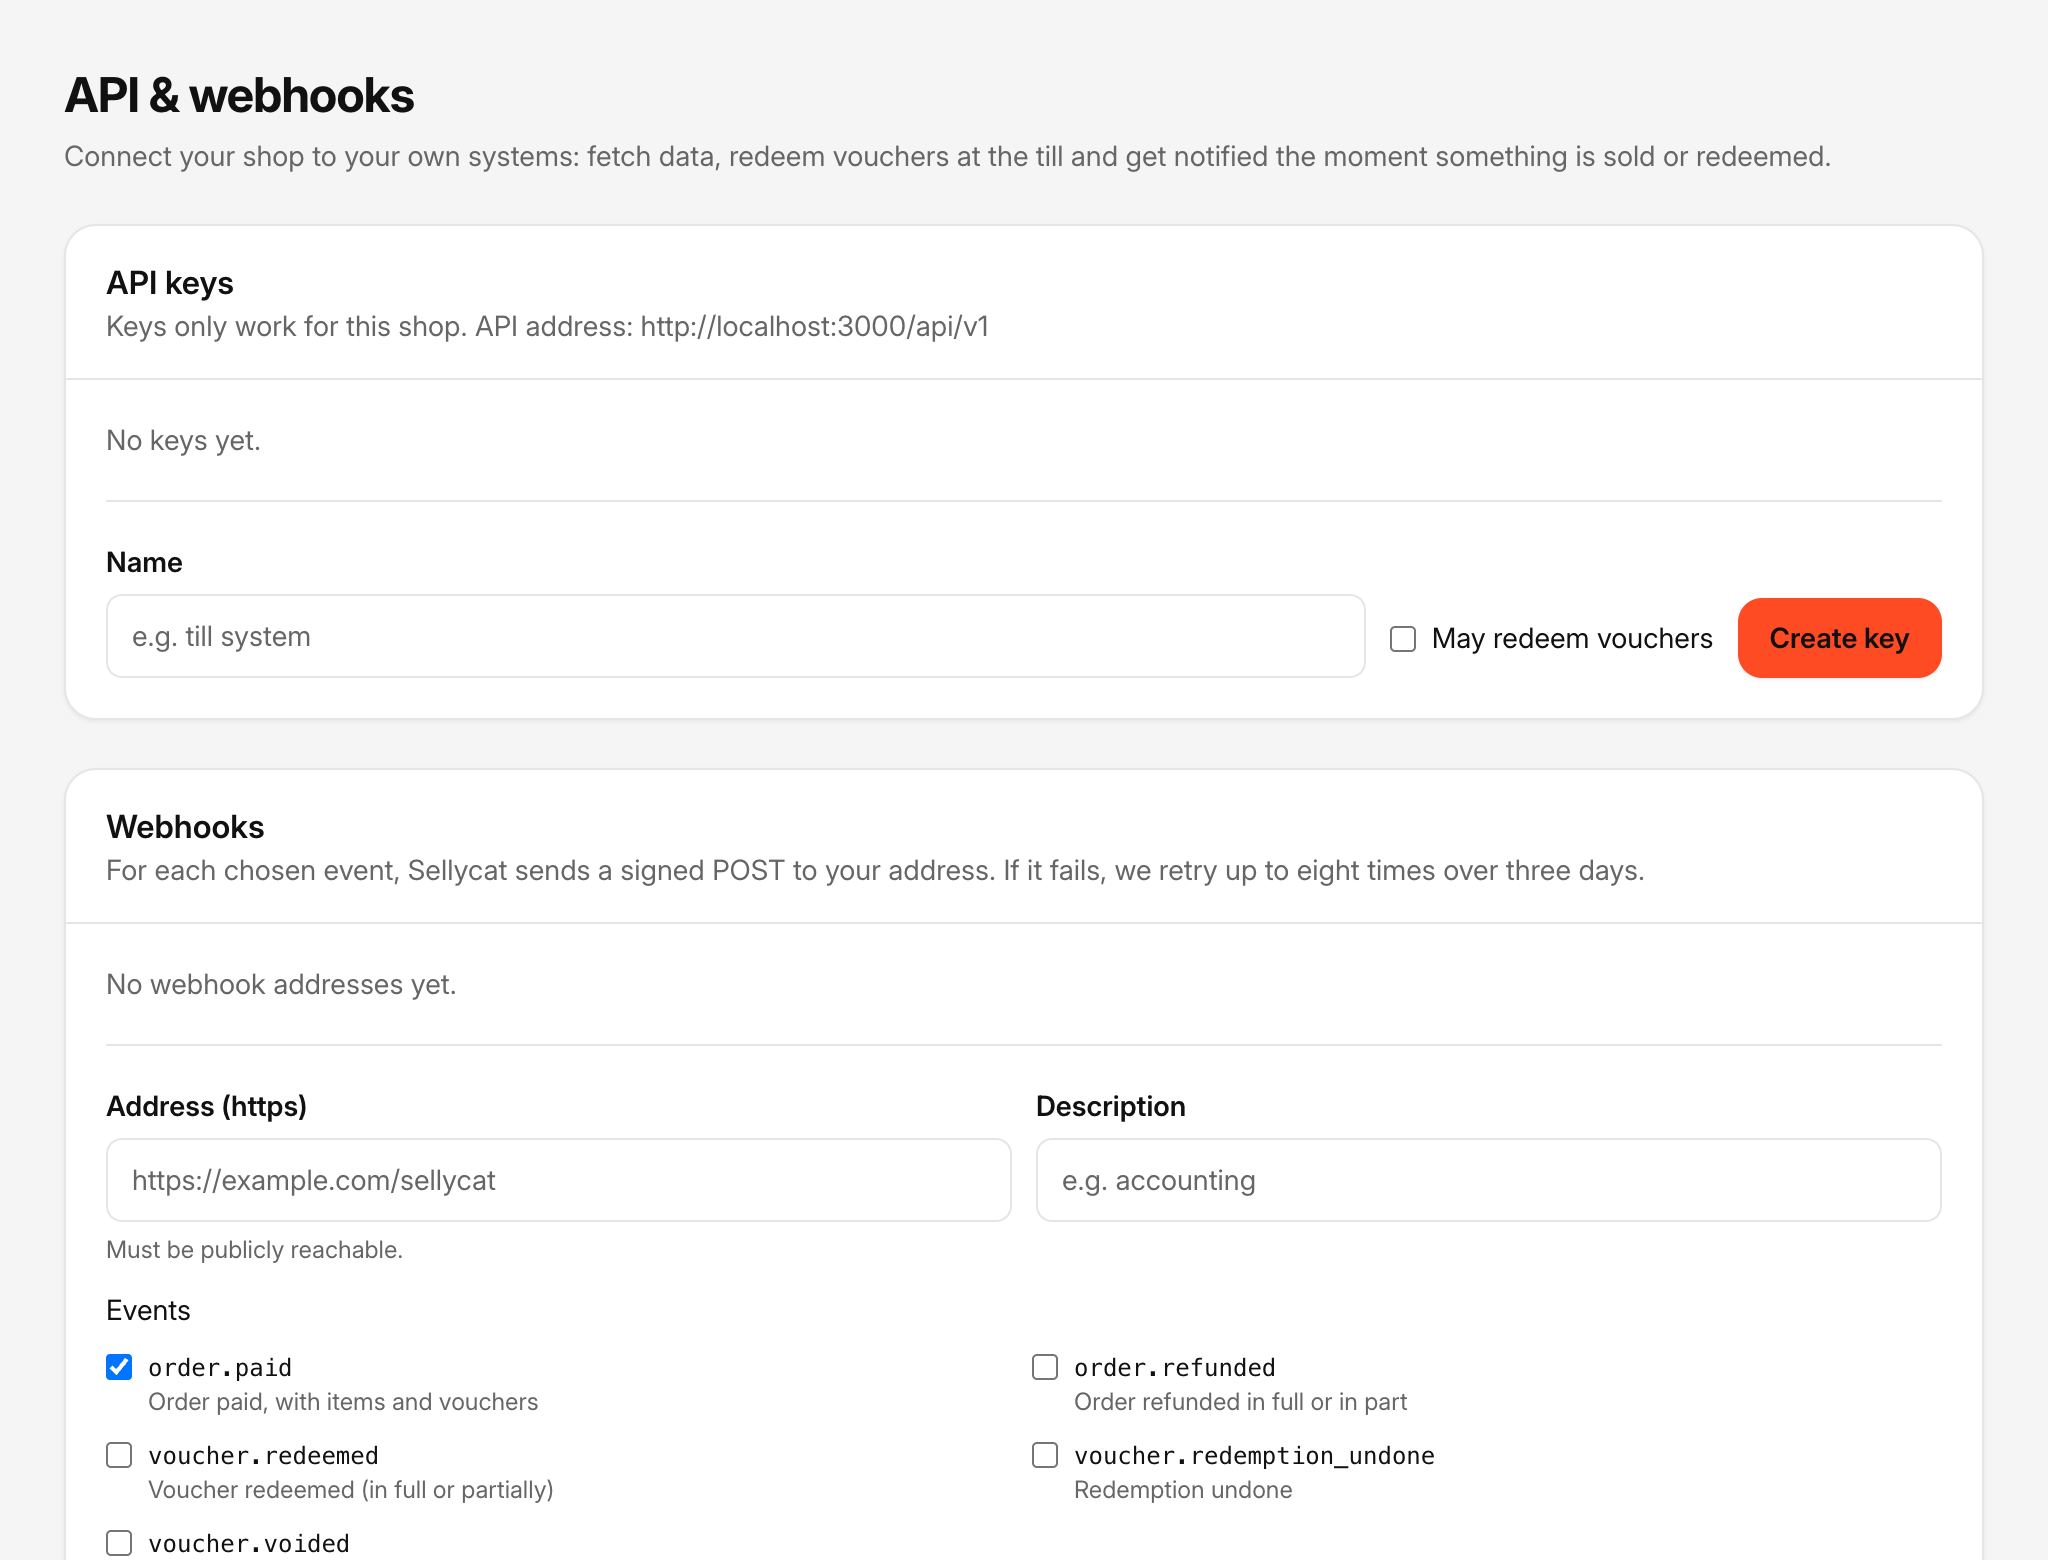 API & webhooks
Connect your shop to your own systems: fetch data, redeem vouchers at the till and get notified the moment something is sold or redeemed.
API keys
Keys only work for this shop. API address: http://localhost:3000/api/v1
No keys yet.
Name
e.g. till system
May redeem vouchers
Create key
Webhooks
For each chosen event, Sellycat sends a signed POST to your address. If it fails, we retry up to eight times over three days.
No webhook addresses yet.
Address (https)
Description
https://example.com/sellycat
e.g. accounting
Must be publicly reachable.
Events
order.paid
Order paid, with items and vouchers
order.refunded
Order refunded in full or in part
voucher.redeemed
Voucher redeemed (in full or partially)
voucher.redemption_undone
Redemption undone
voucher.voided